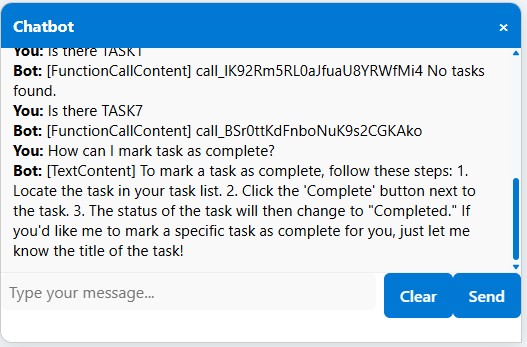 Chatbot
×
You: Is there TASK1
Bot: [FunctionCallContent] call_lK92Rm5RL0aJfuaU8YRWfMi4 No tasks
found.
You: Is there TASK7
Bot: [FunctionCallContent] call_BSr0ttKdFnboNuK9s2CGKAko
You: How can I mark task as complete?
Bot: [TextContent] To mark a task as complete, follow these steps: 1.
Locate the task in your task list. 2. Click the 'Complete' button next to
the task. 3. The status of the task will then change to "Completed." If
you'd like me to mark a specific task as complete for you, just let me
know the title of the task!
Type your message...
Clear
Send